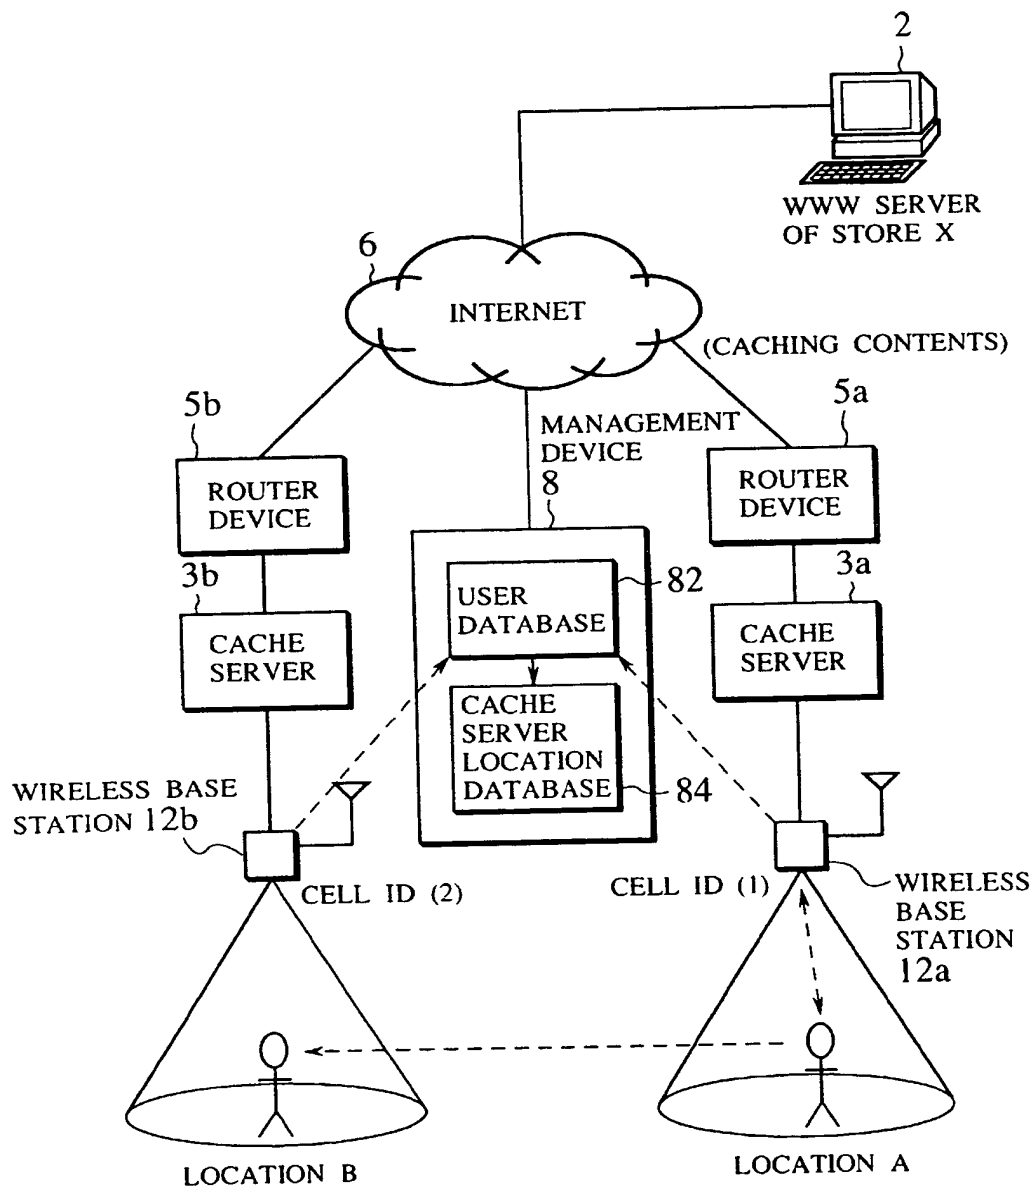 2
WWW SERVER
OF STORE X
6
INTERNET
(CACHING CONTENTS)
5b
MANAGEMENT
DEVICE
8
5a
ROUTER
DEVICE
ROUTER
DEVICE
3b
82
3a
USER
DATABASE
CACHE
SERVER
CACHE
SERVER
CACHE
SERVER
LOCATION
DATABASE
84
WIRELESS BASE
STATION 12b
CELL ID (2)
CELL ID (1)
WIRELESS
BASE
STATION
12a
LOCATION B
LOCATION A